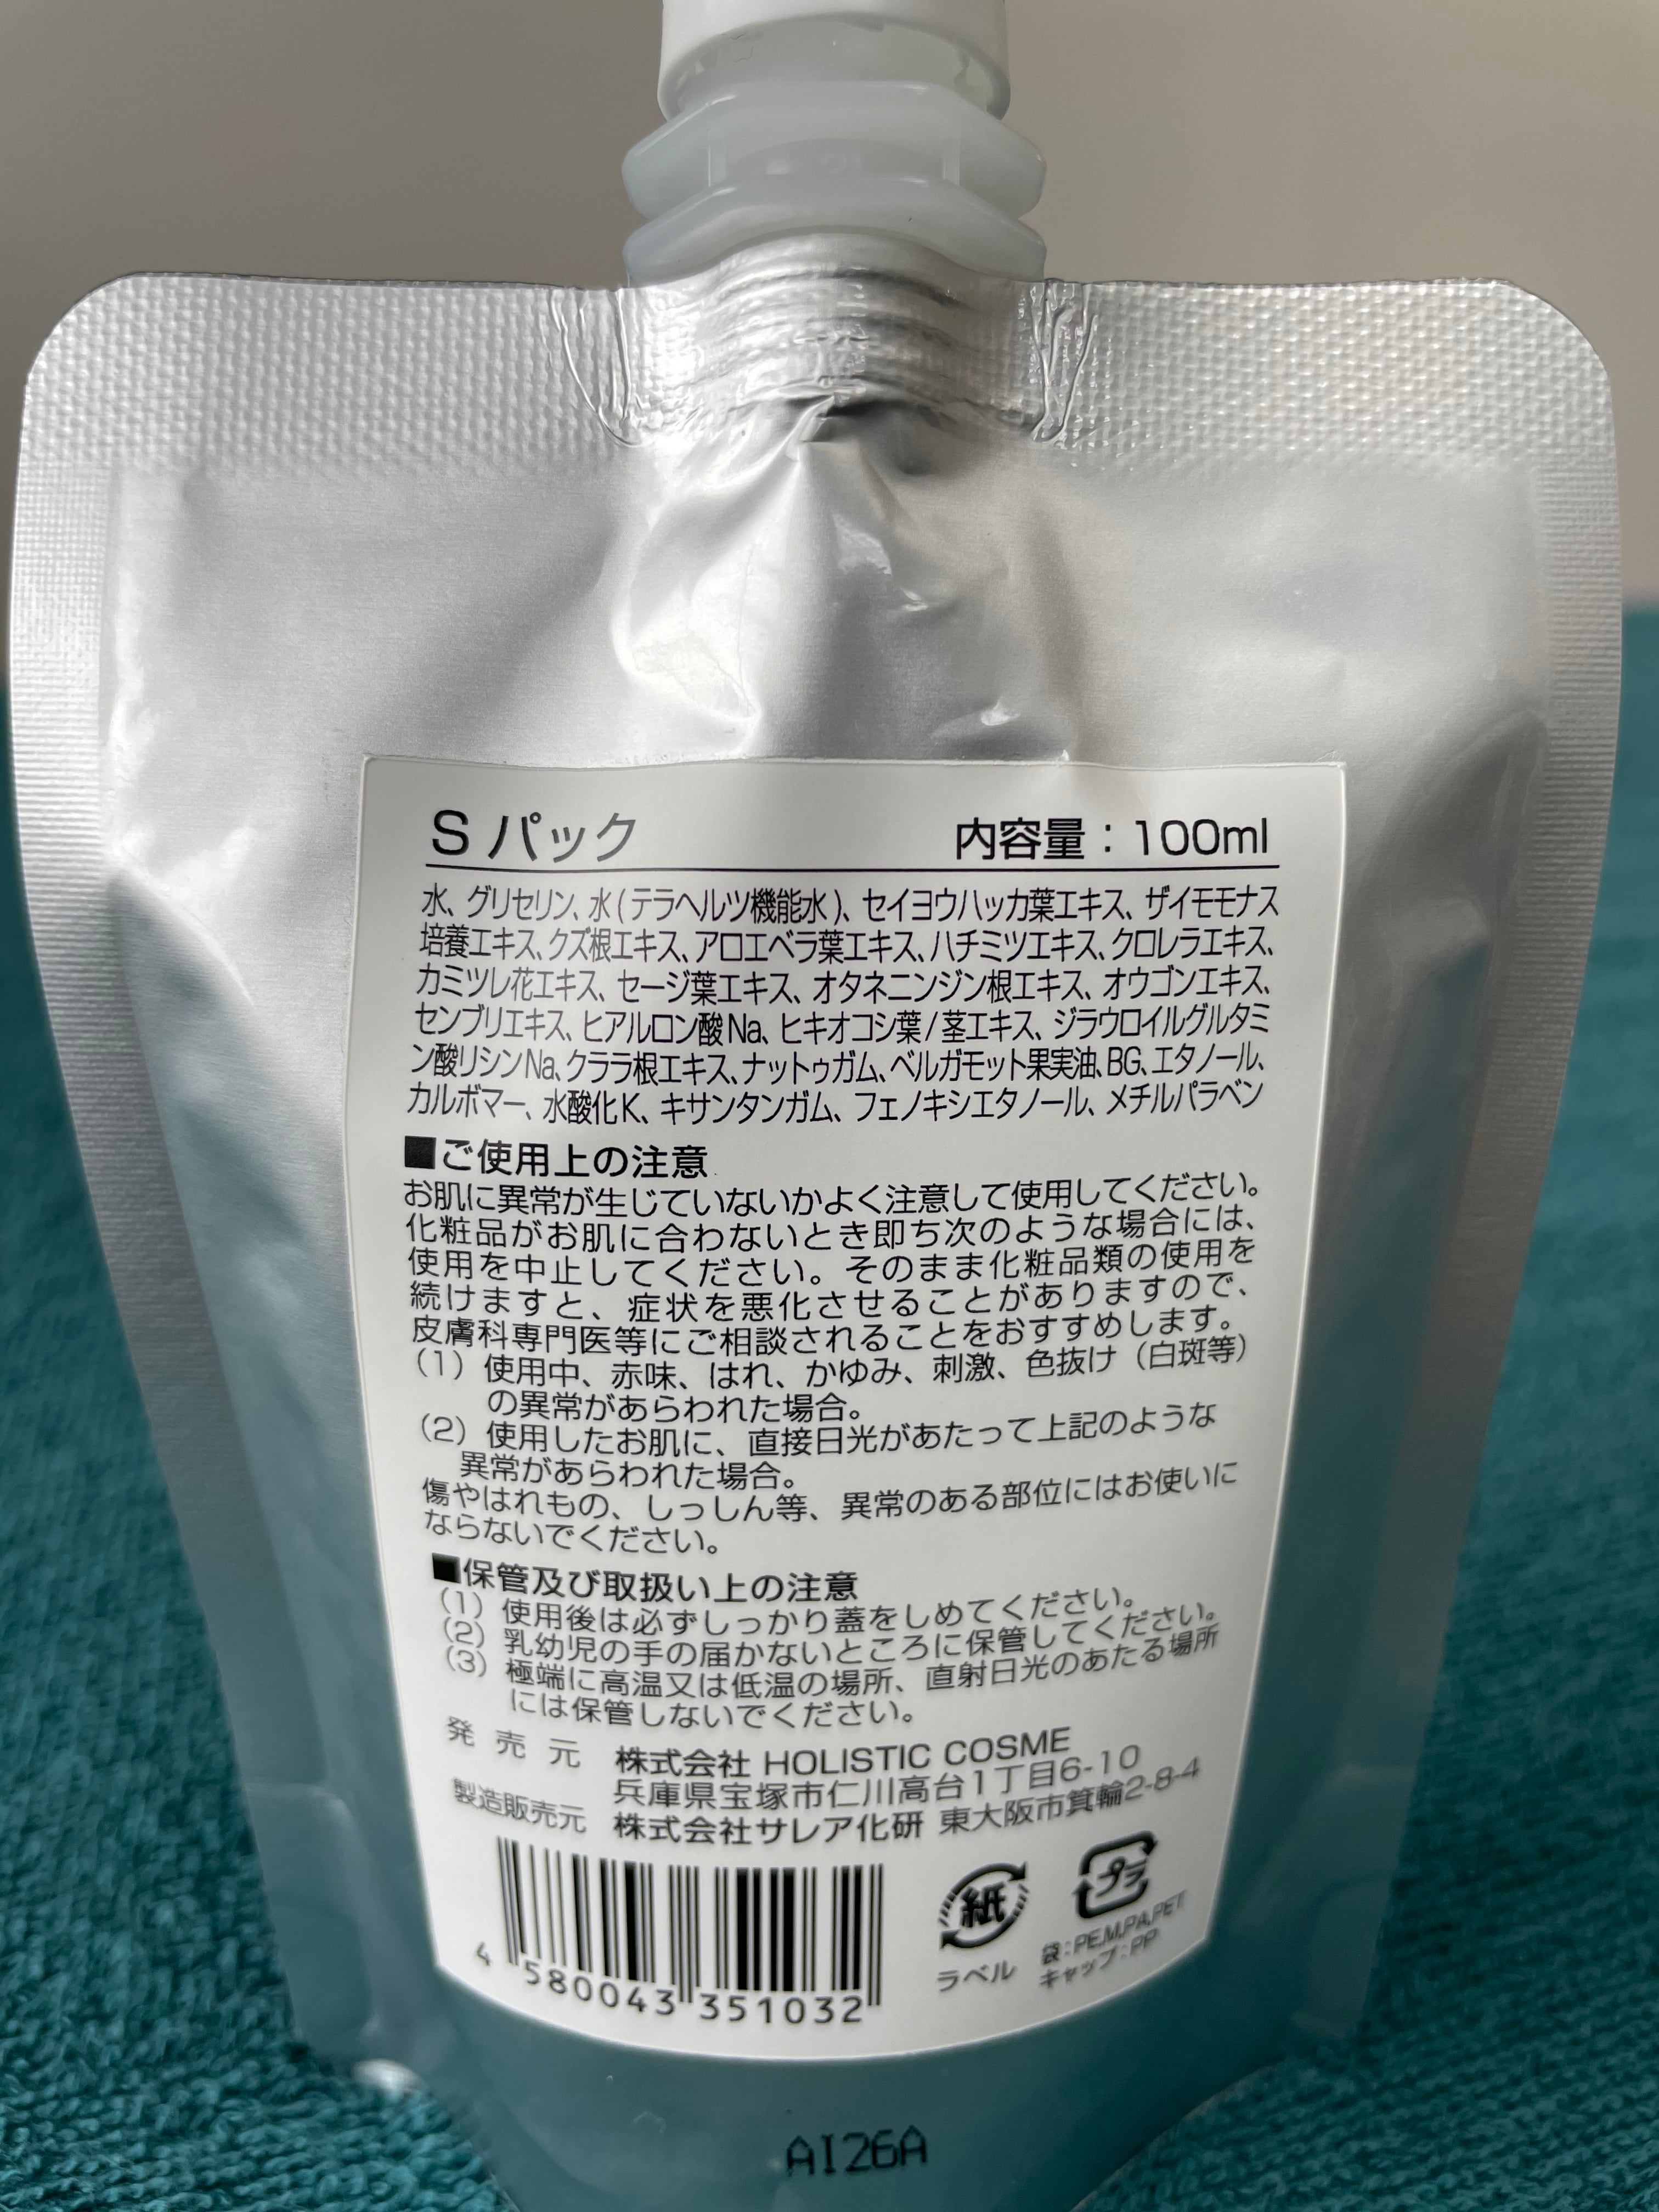 S パック 内容量：100ml
水、グリセリン、水(テラヘルツ機能水)、セイヨウハッカ葉エキス、ザイモモナス
培養エキス、クズ根エキス、アロエベラ葉エキス、ハチミツエキス、クロレラエキス、
カミツレ花エキス、セージ葉エキス、オタネニンジン根エキス、オウゴンエキス、
センブリエキス、ヒアルロン酸Na、ヒキオコシ葉/茎エキス、ジラウロイルグルタミ
ン酸リシンNa、クララ根エキス、ナットゥガム、ベルガモット果実油、BG、エタノール、
カルボマー、水酸化K、キサンタンガム、フェノキシエタノール、メチルパラベン
■ご使用上の注意
お肌に異常が生じていないかよく注意して使用してください。
化粧品がお肌に合わないとき即ち次のような場合には、
使用を中止してください。そのまま化粧品類の使用を
続けますと、症状を悪化させることがありますので、
皮膚科専門医等にご相談されることをおすすめします。
(1) 使用中、赤味、はれ、かゆみ、刺激、色抜け（白斑等）
の異常があらわれた場合。
(2) 使用したお肌に、直接日光があたって上記のような
異常があらわれた場合。
傷やはれもの、しっしん等、異常のある部位にはお使いに
ならないでください。
■保管及び取扱い上の注意
(1) 使用後は必ずしっかり蓋をしめてください。
(2) 乳幼児の手の届かないところに保管してください。
(3) 極端に高温又は低温の場所、直射日光のあたる場所
には保管しないでください。
発売元 株式会社 HOLISTIC COSME
兵庫県宝塚市仁川高台1丁目6-10
製造販売元 株式会社サレア化研 東大阪市箕輪2-8-4
紙 プラ
ラベル 袋：PE,M,PA,PET
キャップ：PP
4 580043 351032
AI26A